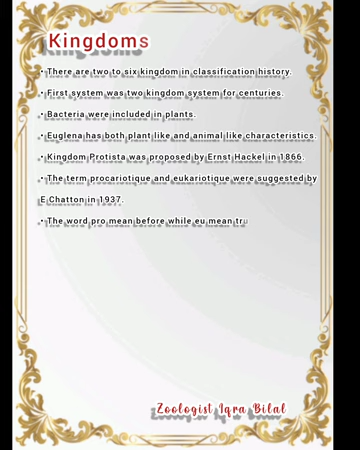 Kingdoms
• There are two to six kingdom in classification history.
• First system was two kingdom system for centuries.
• Bacteria were included in plants.
• Euglena has both plant like and animal like characteristics.
• Kingdom Protista was proposed by Ernst Hackel in 1866.
• The term procariotique and eukariotique were suggested by
E Chatton in 1937.
• The word pro mean before while eu mean tru
Zoologist Iqra Bilal